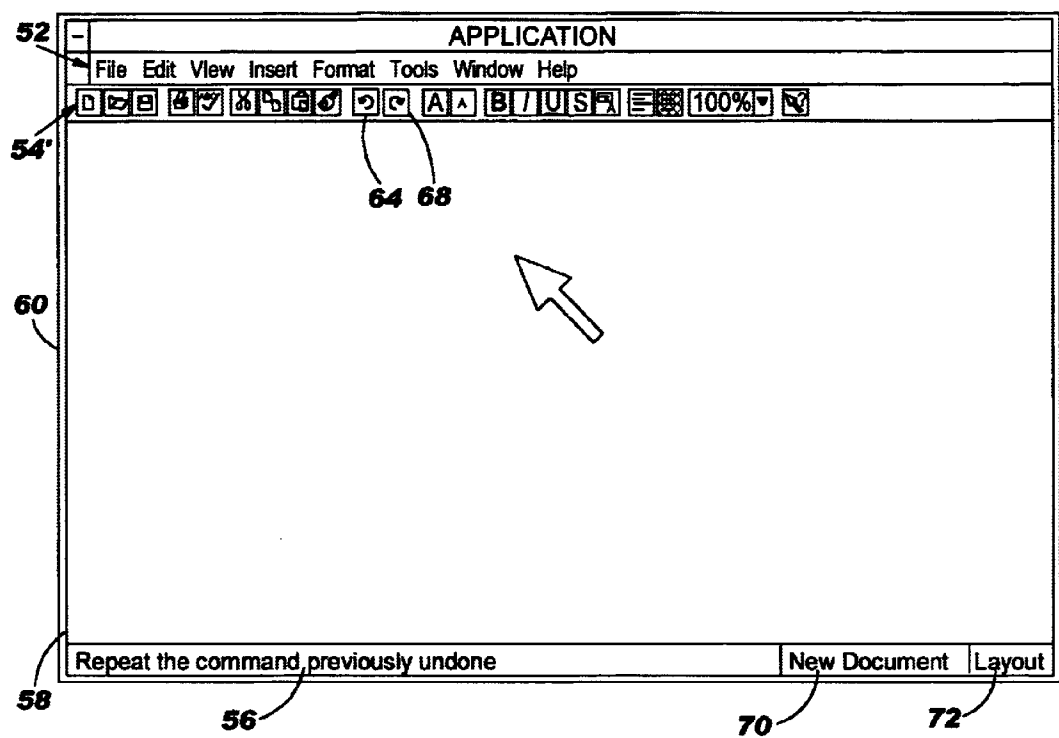 52
APPLICATION
File Edit View Insert Format Tools Window Help
A A B I U S A 100%
54'
64 68
60
Repeat the command previously undone New Document Layout
58
56
70
72